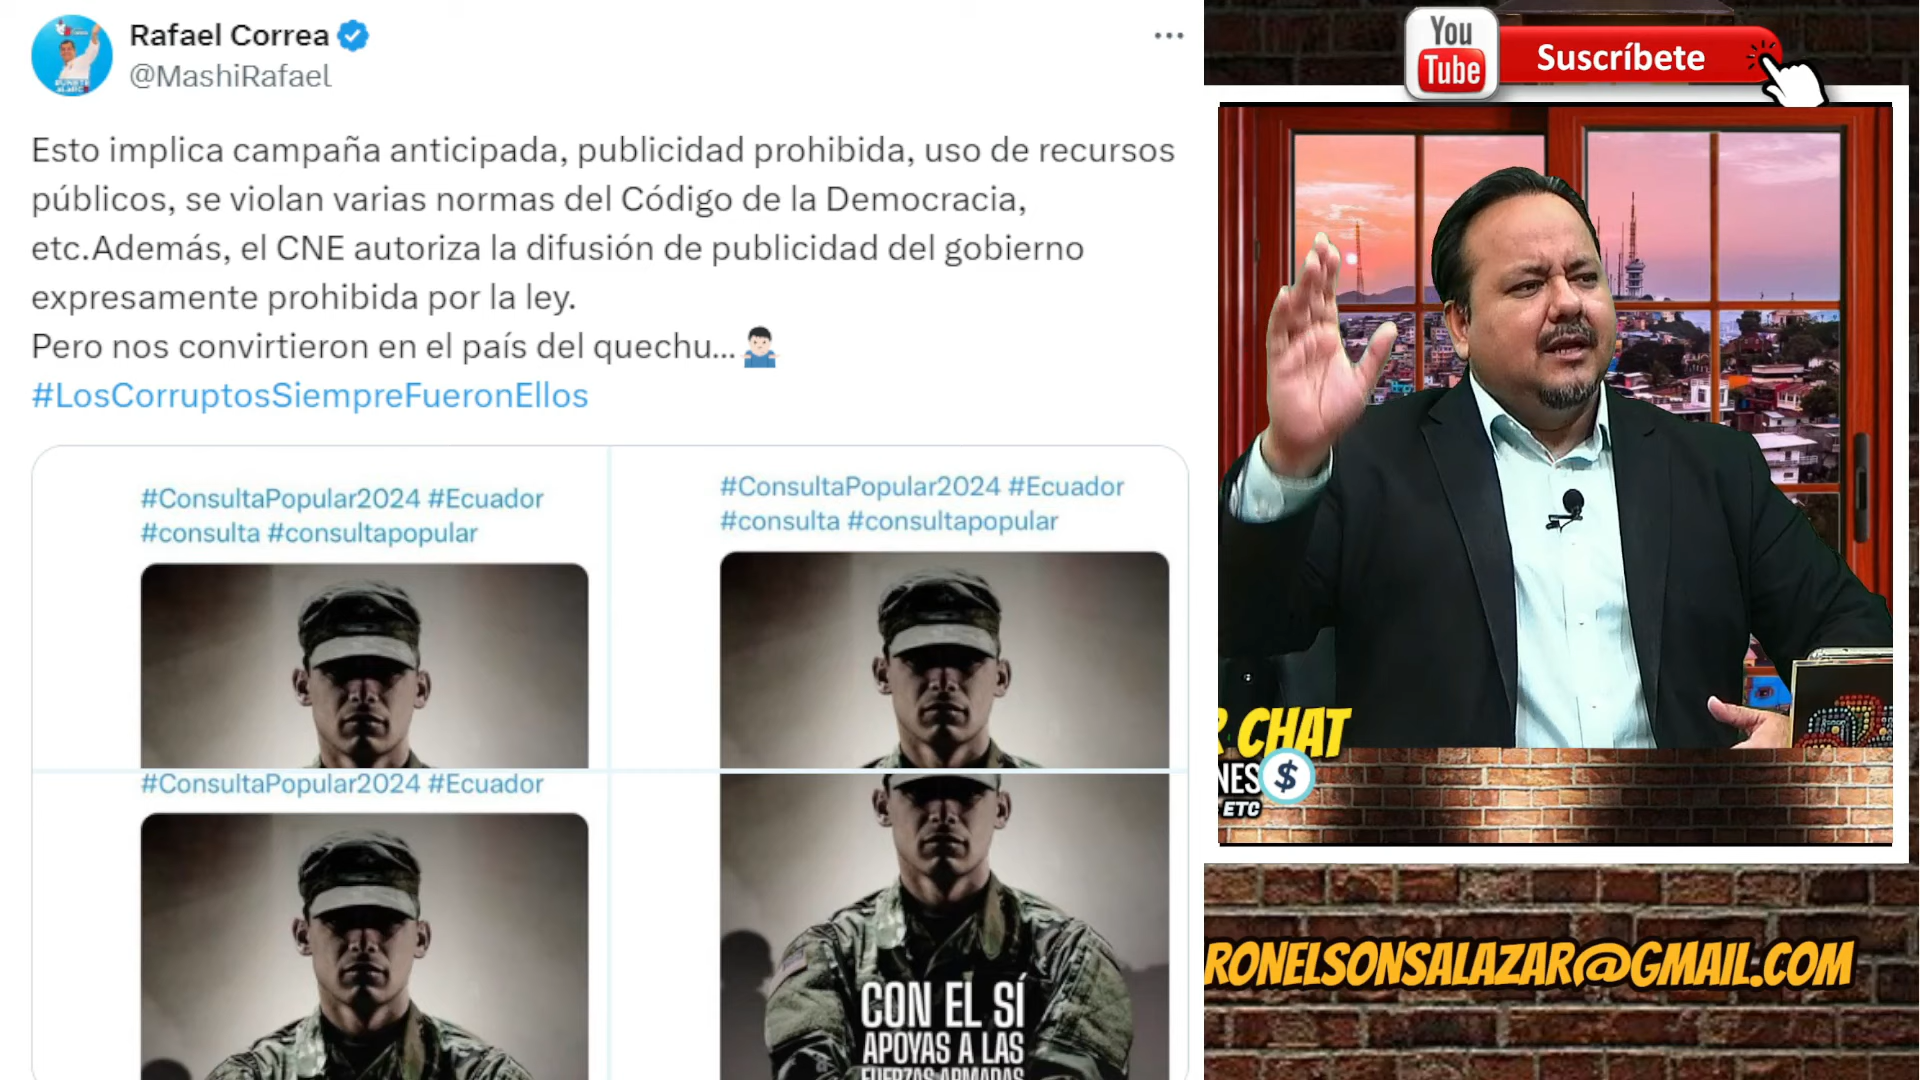 Rafael Correa
@MashiRafael
Esto implica campaña anticipada, publicidad prohibida, uso de recursos
públicos, se violan varias normas del Código de la Democracia,
etc.Además, el CNE autoriza la difusión de publicidad del gobierno
expresamente prohibida por la ley.
Pero nos convirtieron en el país del quechu...
#LosCorruptosSiempreFueronEllos
#ConsultaPopular2024 #Ecuador
#consulta #consultapopular
#ConsultaPopular2024 #Ecuador
#consulta #consultapopular
#ConsultaPopular2024 #Ecuador
CON EL SÍ
APOYAS A LAS
FUERZAS ARMADAS
You
Tube
Suscríbete
R CHAT
NES $
ETC
RONELSONSALAZAR@GMAIL.COM